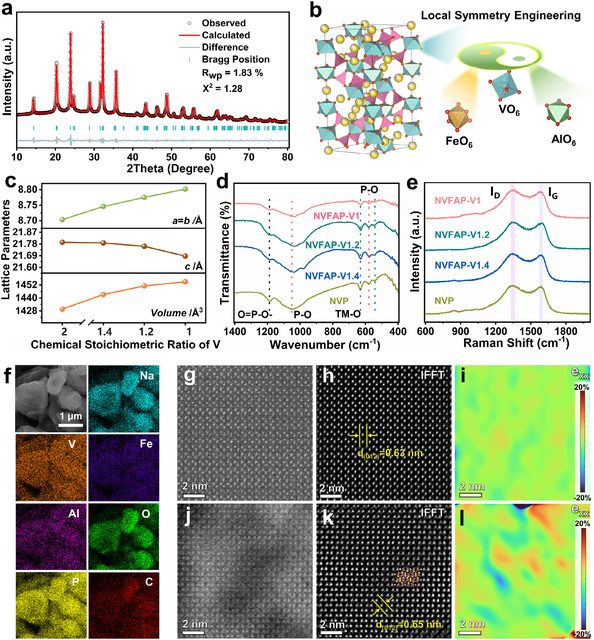 a
Observed
Calculated
Difference
Bragg Position
Rwp = 1.83 %
X² = 1.28
Intensity (a.u.)
10 20 30 40 50 60 70 80
2Theta (Degree)
b
Local Symmetry Engineering
FeO6
VO6
AlO6
c
Lattice Parameters
8.80
8.75
8.70
a=b /Å
21.87
21.78
21.69
21.60
c /Å
1452
1440
1428
Volume /Å³
2 1.4 1.2 1
Chemical Stoichiometric Ratio of V
d
P-O
NVFAP-V1
NVFAP-V1.2
NVFAP-V1.4
NVP
O=P-O
P-O
TM-O
Transmittance (%)
1400 1200 1000 800 600 400
Wavenumber (cm-1)
e
ID
IG
NVFAP-V1
NVFAP-V1.2
NVFAP-V1.4
NVP
Intensity (a.u.)
600 900 1200 1500 1800
Raman Shift (cm-1)
f
1 μm
Na
V
Fe
Al
O
P
C
g
2 nm
h
IFFT
d(012)=0.63 nm
2 nm
i
2 nm
exx
20%
-20%
j
2 nm
k
IFFT
d(012)=0.65 nm
2 nm
l
2 nm
exx
20%
-20%